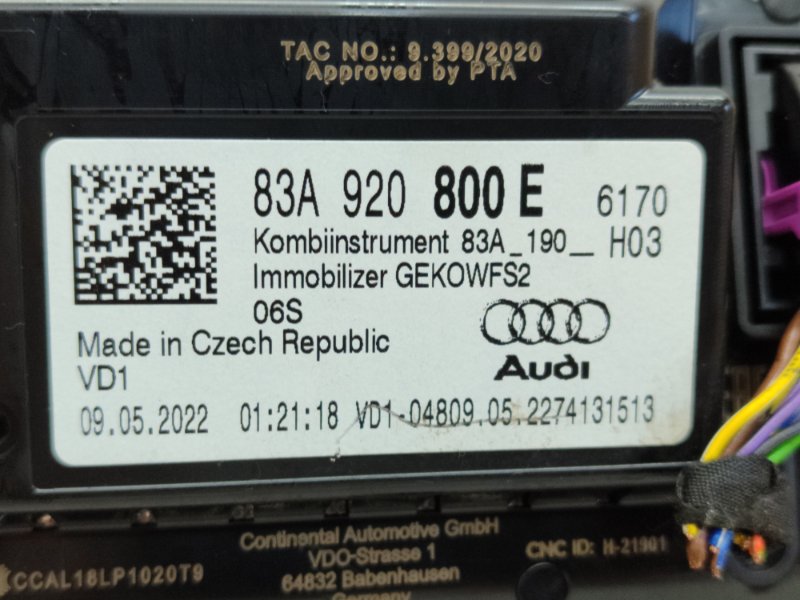 TAC NO.: 9.399/2020
Approved by PTA
83A 920 800 E 6170
Kombiinstrument 83A_190__ H03
Immobilizer GEKOWFS2
06S
Audi
Made in Czech Republic
VD1
09.05.2022 01:21:18 VD1-04809.05.2274131513
Continental Automotive GmbH
VDO-Strasse 1
64832 Babenhausen
Germany
CNC ID: H-21901
CCAL18LP1020T9